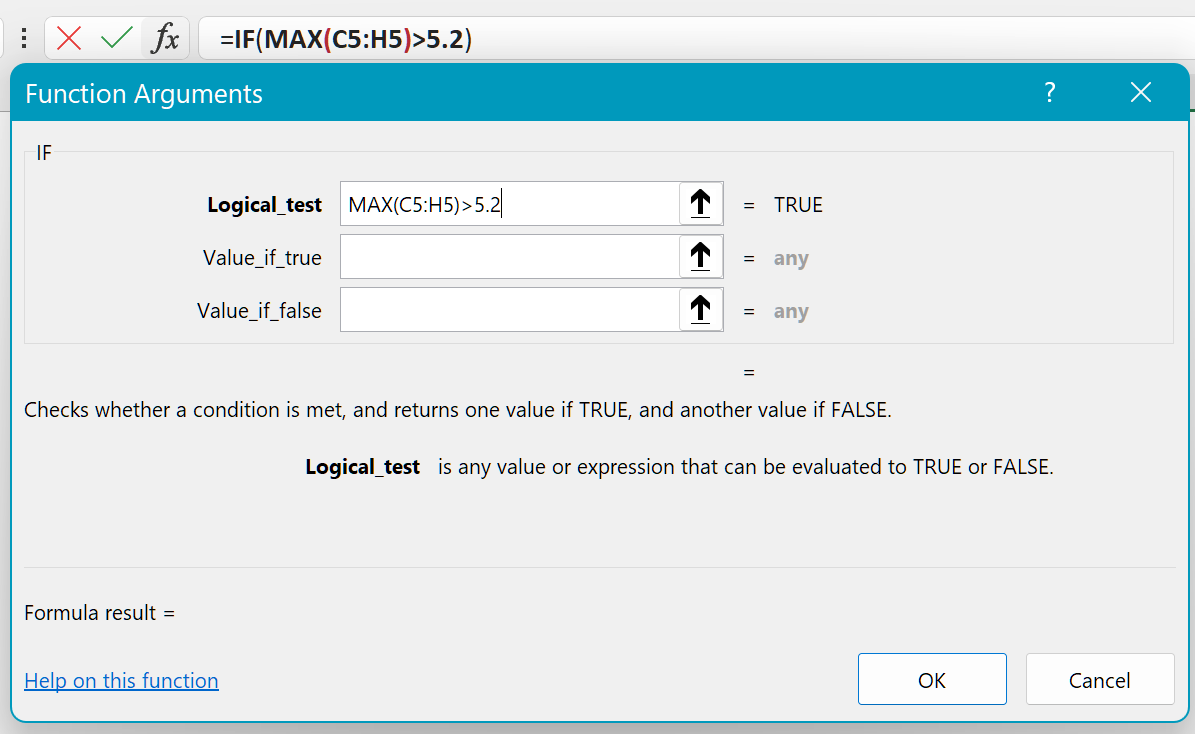 fx =IF(MAX(C5:H5)>5.2)
Function Arguments ?
IF
Logical_test MAX(C5:H5)>5.2 = TRUE
Value_if_true = any
Value_if_false = any
=
Checks whether a condition is met, and returns one value if TRUE, and another value if FALSE.
Logical_test is any value or expression that can be evaluated to TRUE or FALSE.
Formula result =
Help on this function OK Cancel